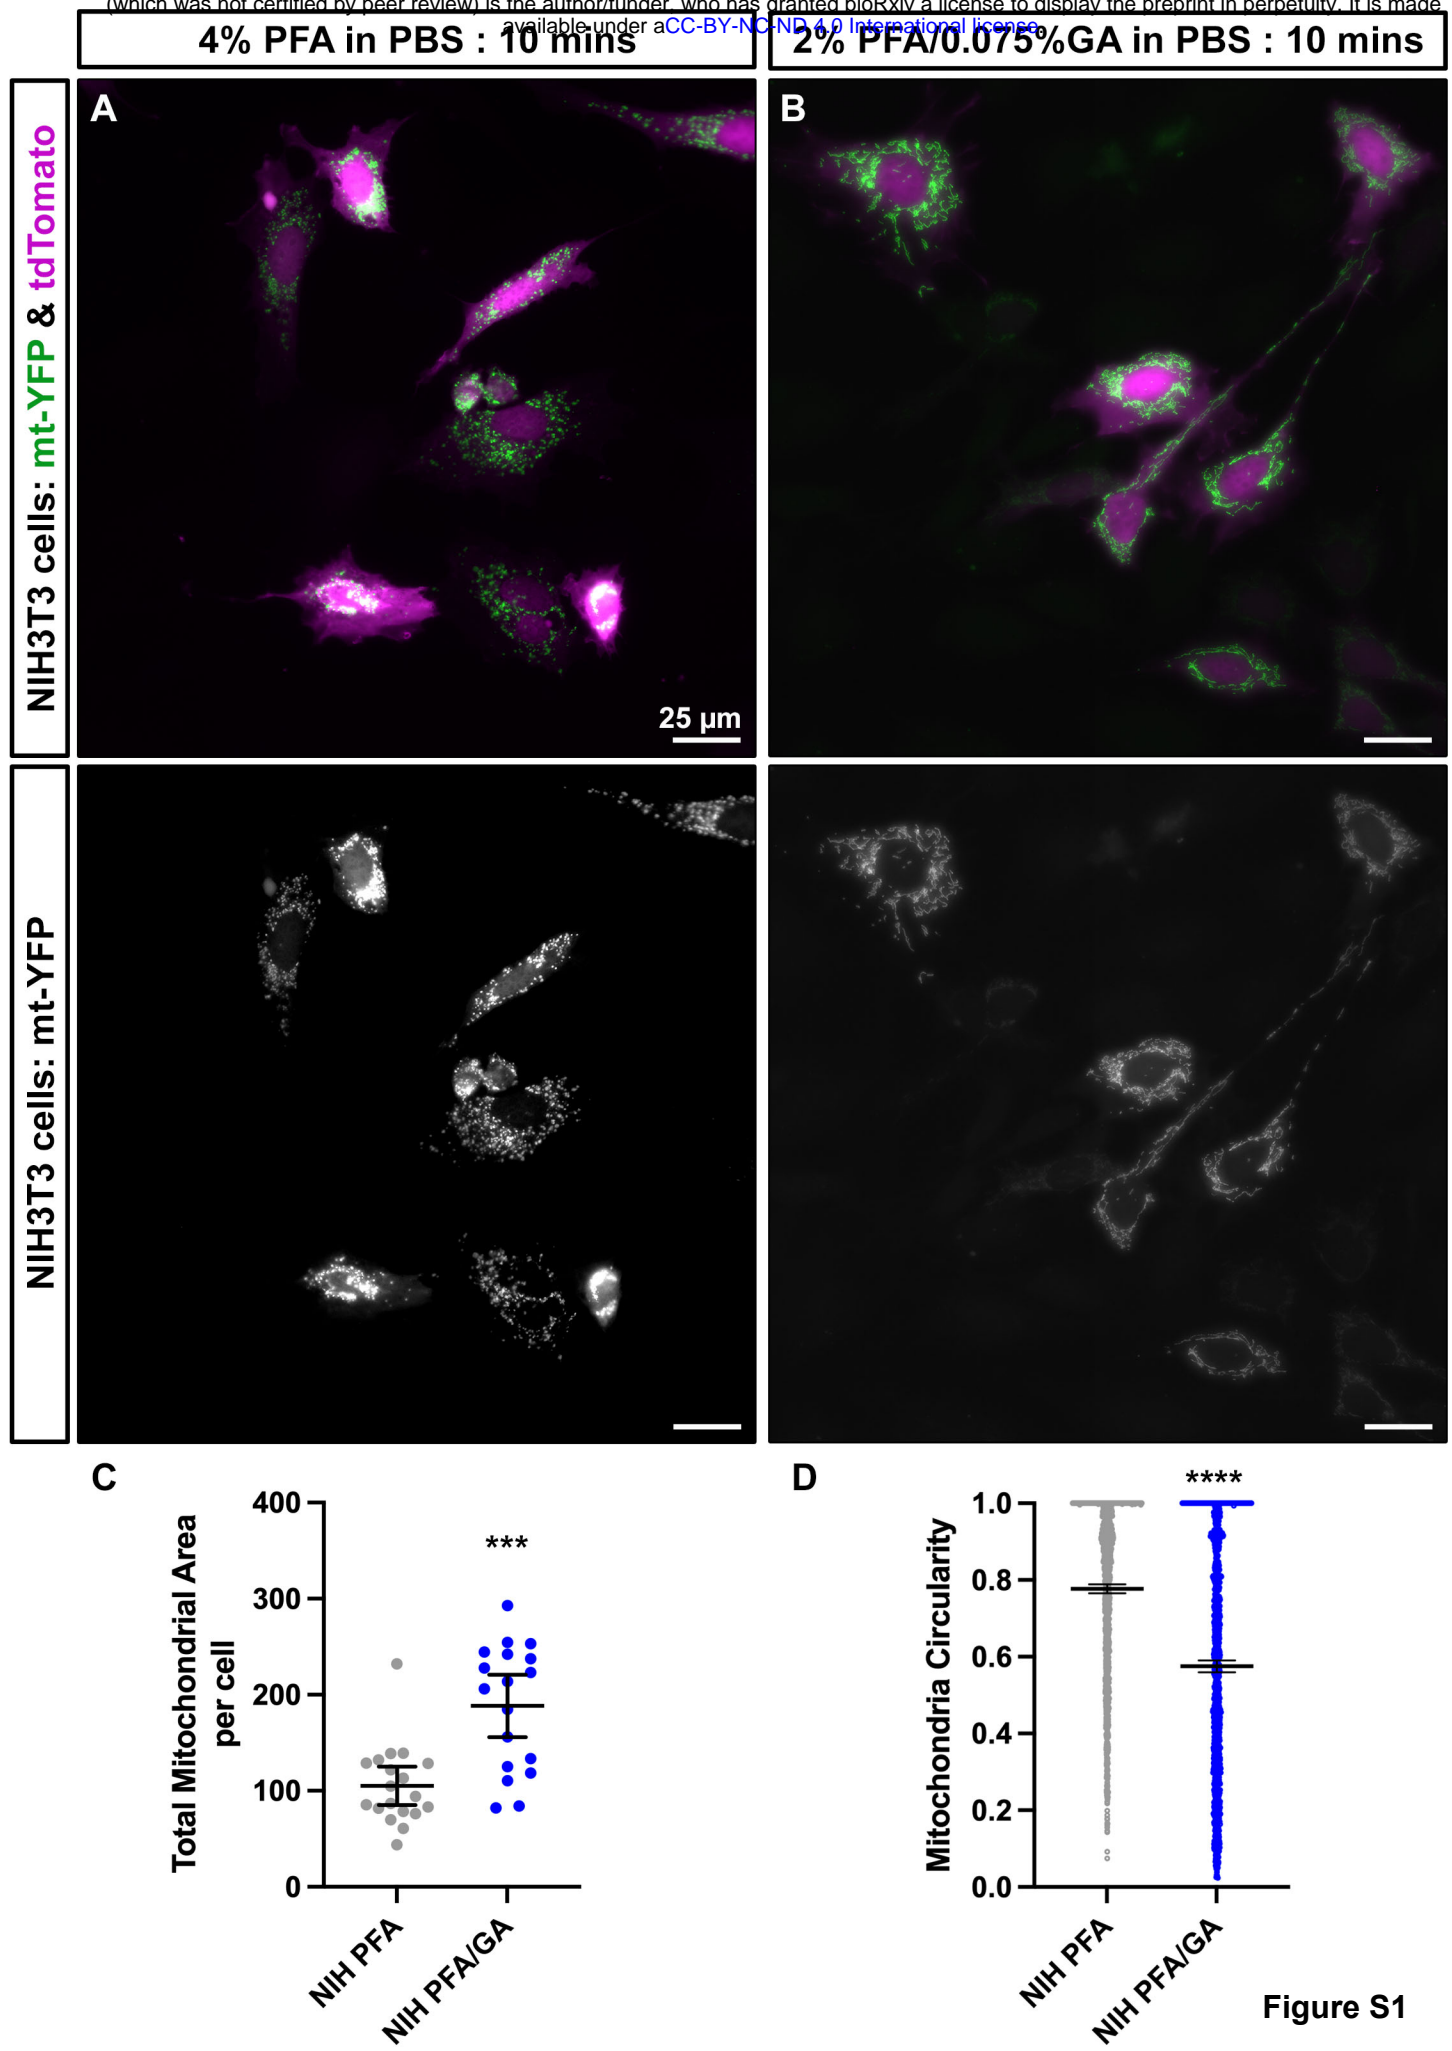 (which was not certified by peer review) is the author/funder, who has granted bioRxiv a license to display the preprint in perpetuity. It is made
available under aCC-BY-NC-ND 4.0 International license.
4% PFA in PBS : 10 mins
2% PFA/0.075%GA in PBS : 10 mins
NIH3T3 cells: mt-YFP & tdTomato
A
B
25 µm
NIH3T3 cells: mt-YFP
C
Total Mitochondrial Area
per cell
400
300
200
100
0
***
NIH PFA
NIH PFA/GA
D
Mitochondria Circularity
1.0
0.8
0.6
0.4
0.2
0.0
****
NIH PFA
NIH PFA/GA
Figure S1